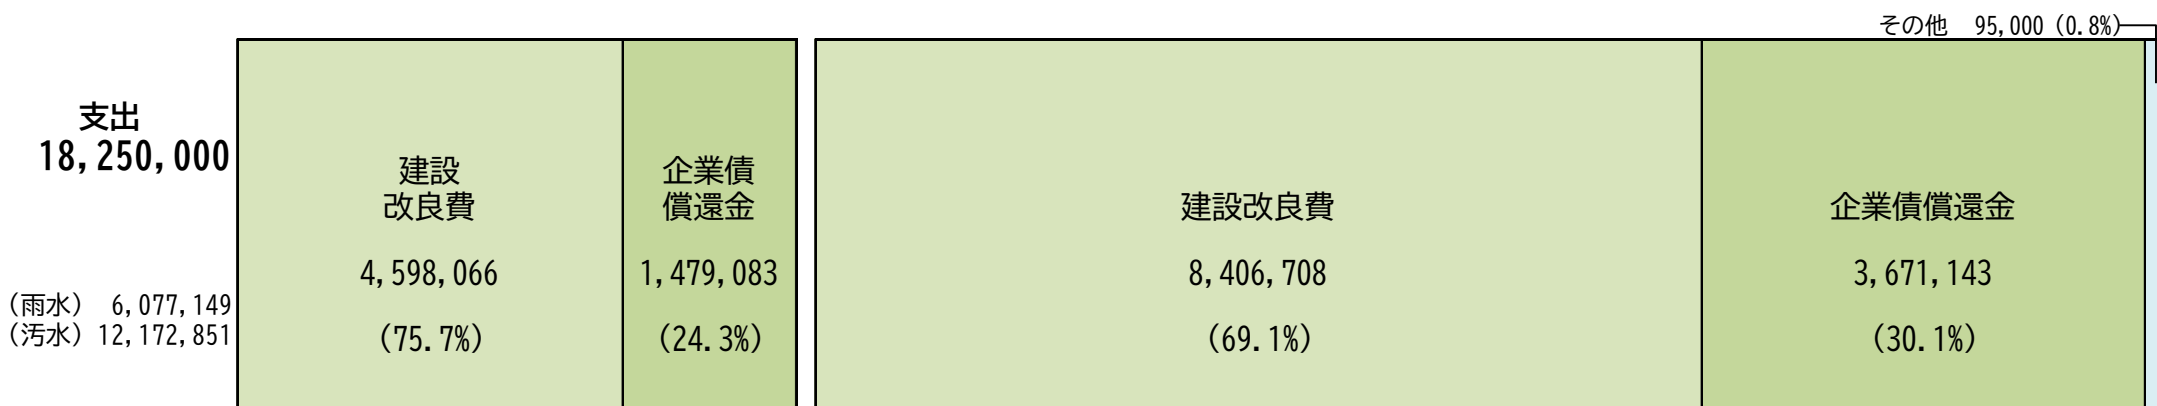 その他 95,000 (0.8%)
支出
18,250,000
(雨水) 6,077,149
(汚水) 12,172,851
建設
改良費
4,598,066
(75.7%)
企業債
償還金
1,479,083
(24.3%)
建設改良費
8,406,708
(69.1%)
企業債償還金
3,671,143
(30.1%)